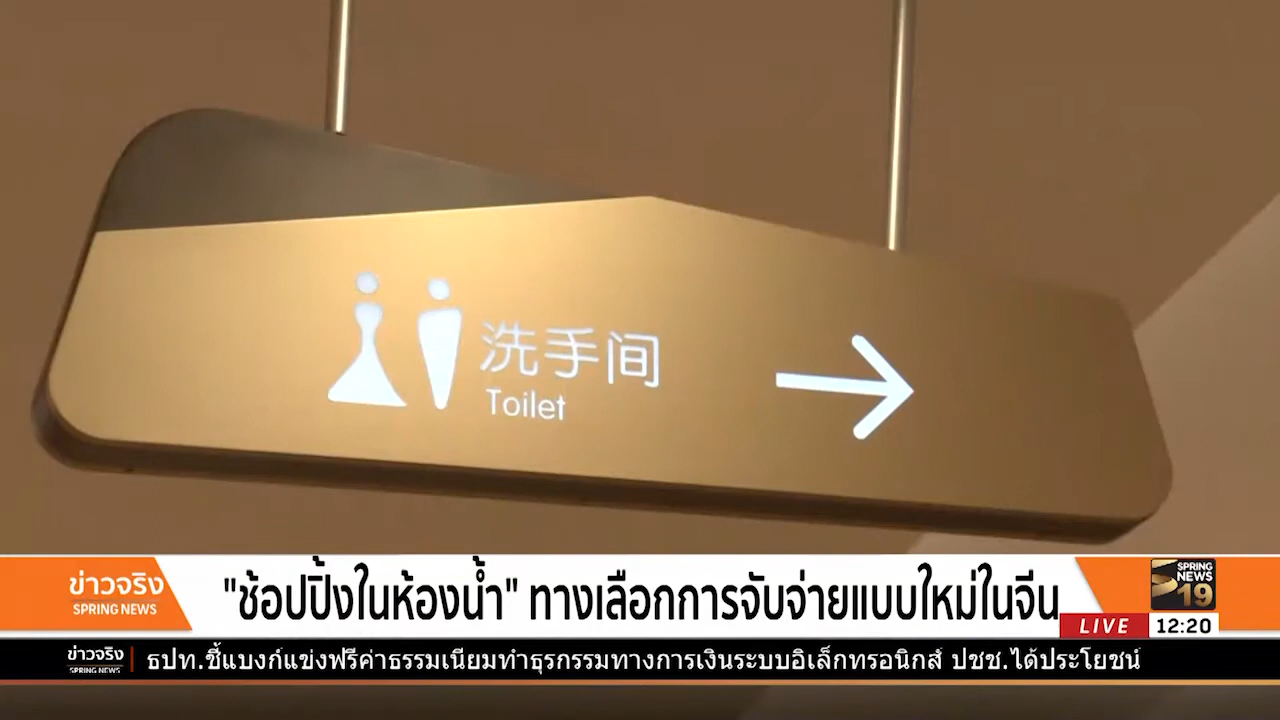 洗手间
Toilet
ข่าวจริง
SPRING NEWS
"ช้อปปิ้งในห้องน้ำ" ทางเลือกการจับจ่ายแบบใหม่ในจีน
SPRING
NEWS
19
LIVE 12:20
ข่าวจริง
SPRING NEWS
ธปท.ชี้แบงก์แข่งฟรีค่าธรรมเนียมทำธุรกรรมทางการเงินระบบอิเล็กทรอนิกส์ ปชช.ได้ประโยชน์